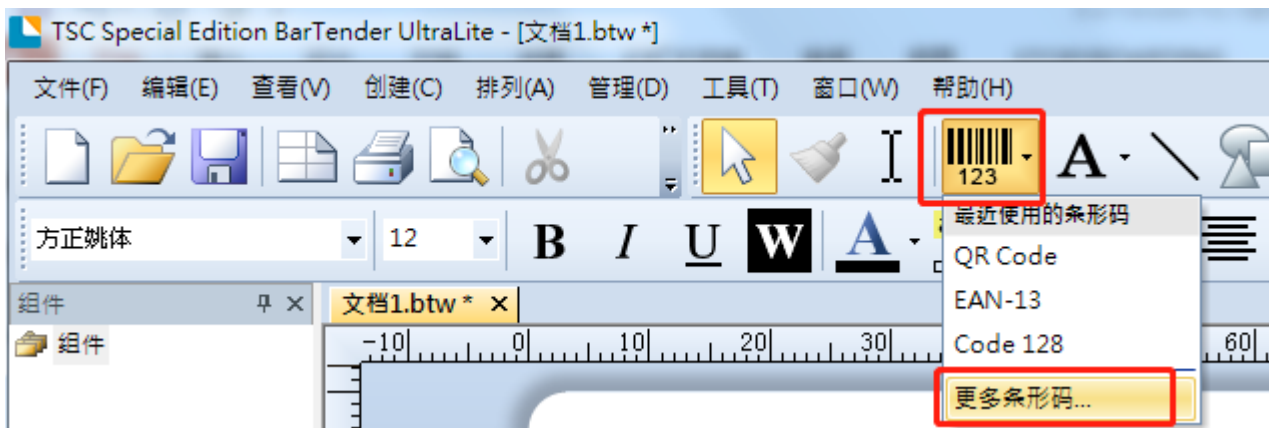 TSC Special Edition BarTender UltraLite - [文档1.btw *]
文件(F) 编辑(E) 查看(V) 创建(C) 排列(A) 管理(D) 工具(T) 窗口(W) 帮助(H)
123 A
最近使用的条形码
方正姚体 12 B I U W A
QR Code
组件 文档1.btw * ×
EAN-13
组件
-10 0 10 20 30 60
Code 128
更多条形码...